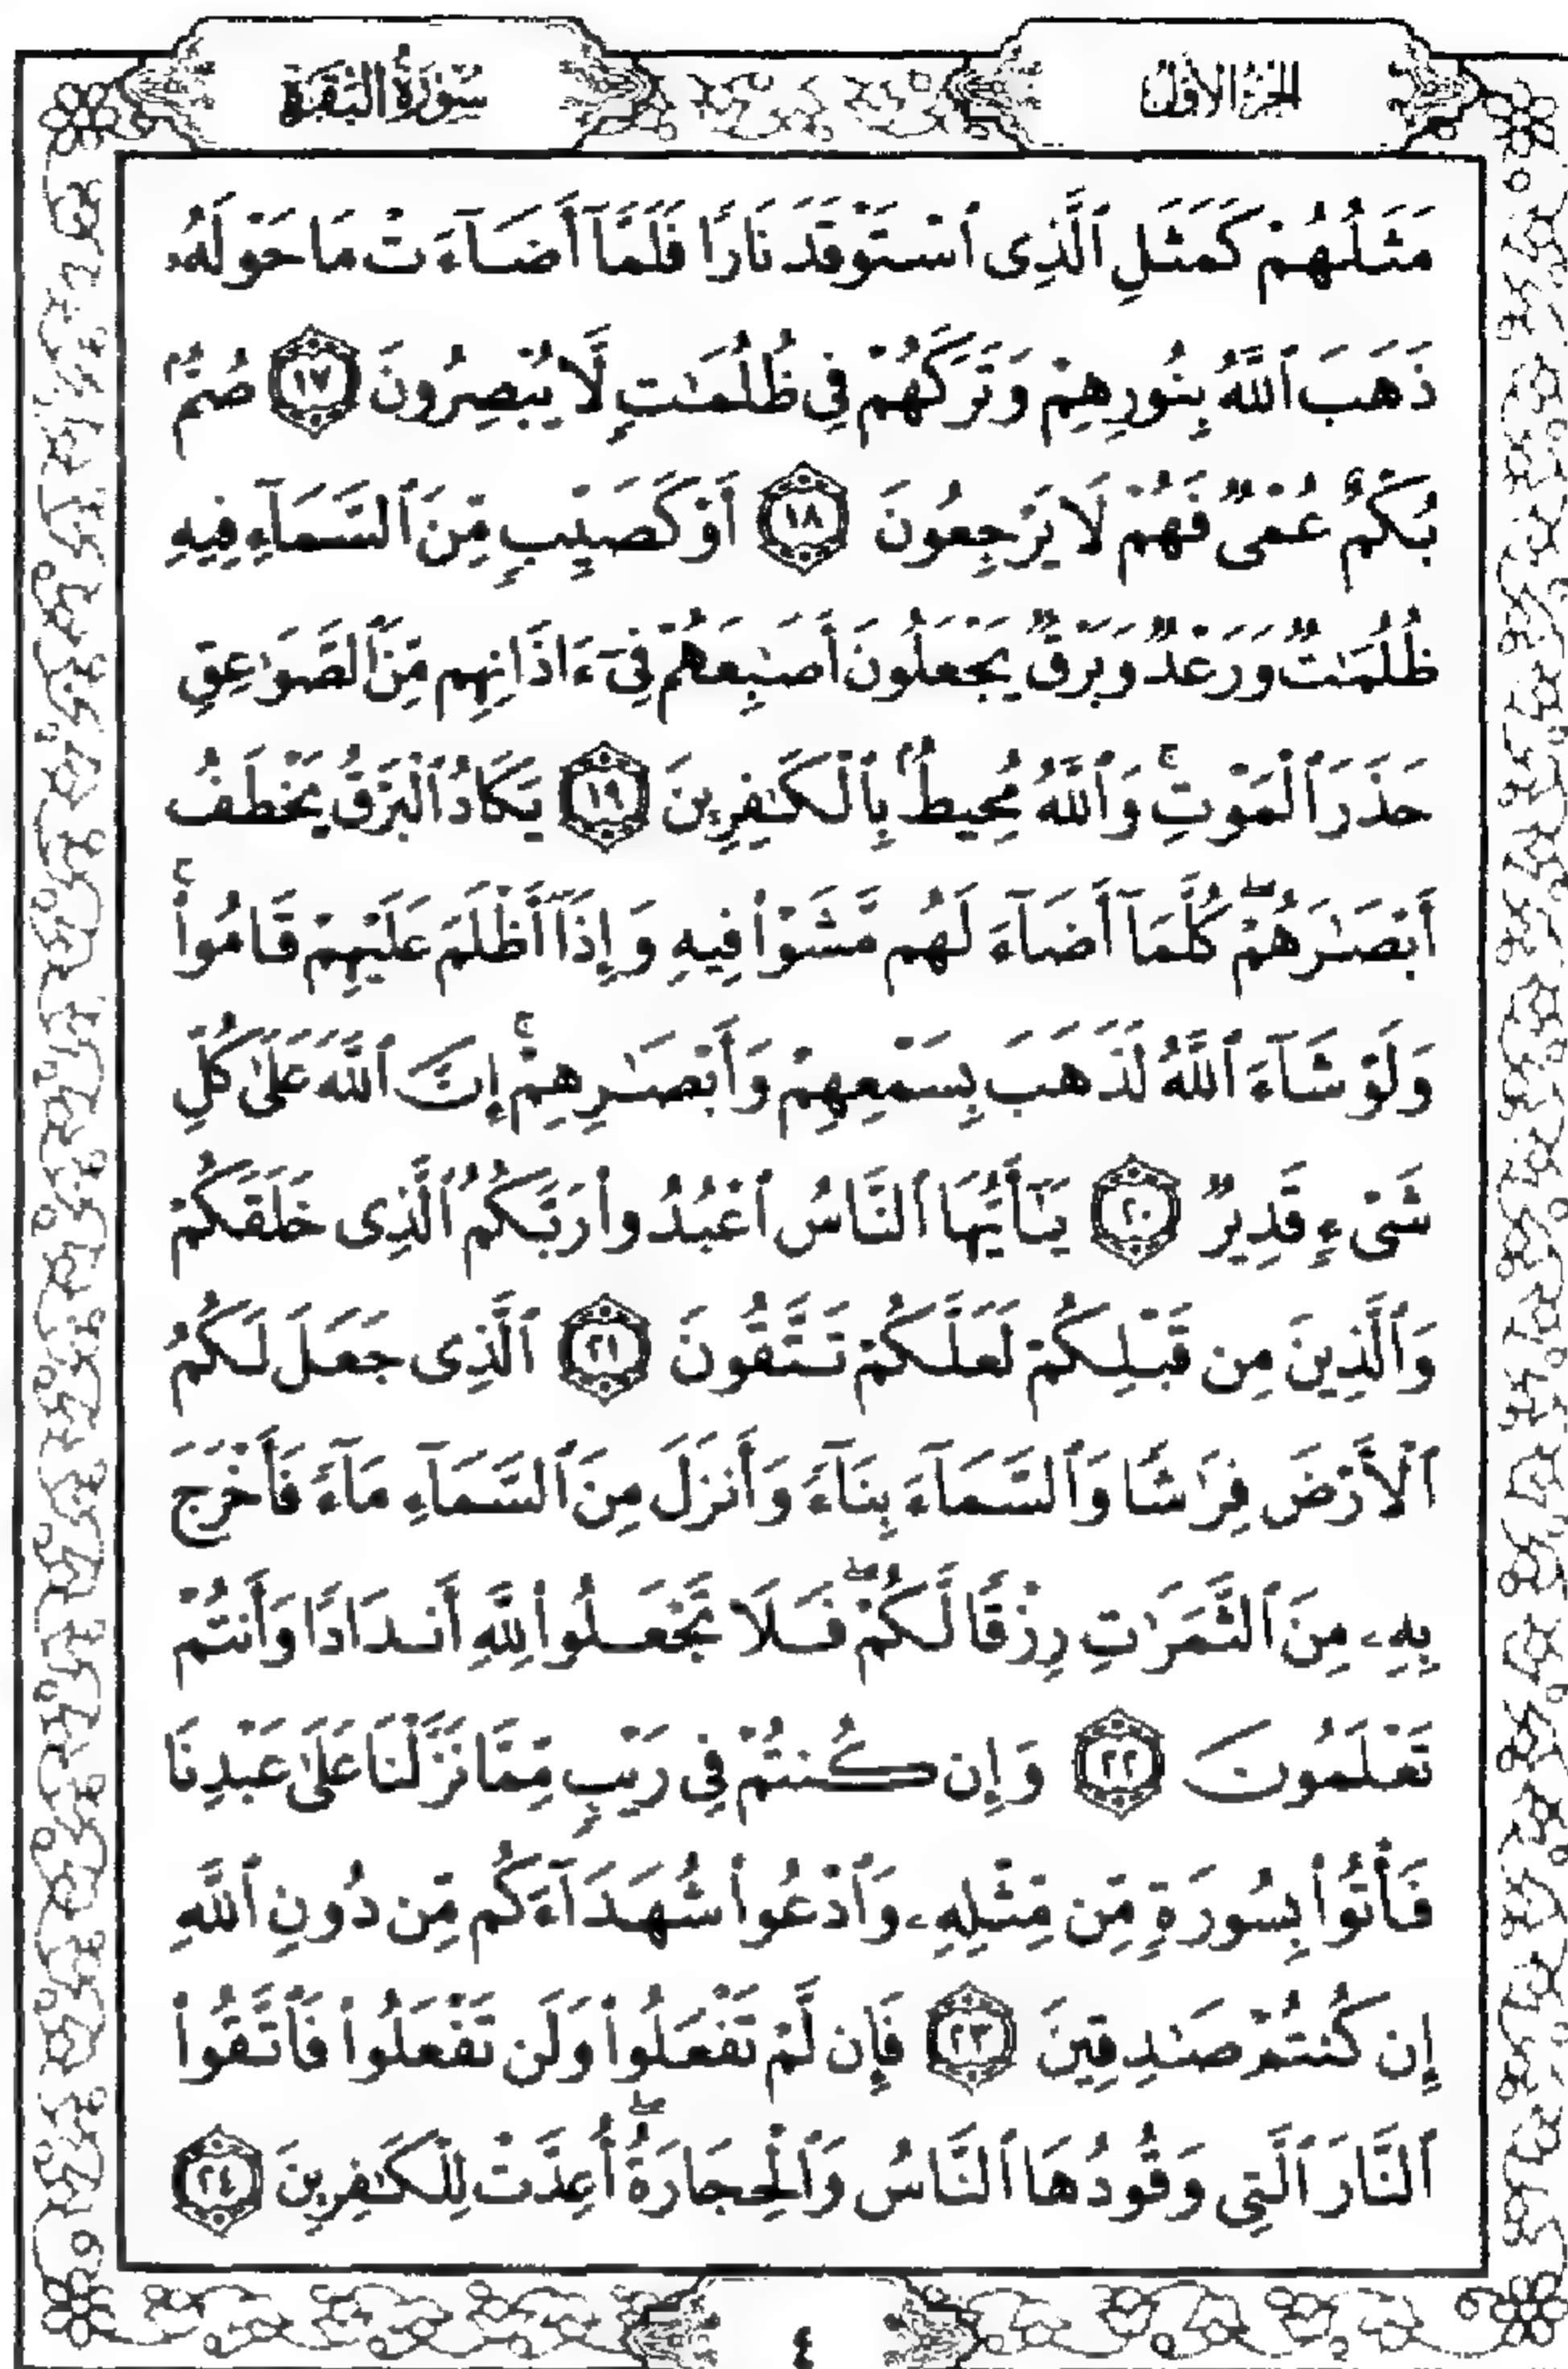 الجزء الأول
سورة البقرة
مَثَلُهُمْ كَمَثَلِ ٱلَّذِى ٱسْتَوْقَدَ نَارًا فَلَمَّآ أَضَآءَتْ مَا حَوْلَهُۥ
ذَهَبَ ٱللَّهُ بِنُورِهِمْ وَتَرَكَهُمْ فِى ظُلُمَـٰتٍ لَّا يُبْصِرُونَ ١٧ صُمٌّۢ
بُكْمٌ عُمْىٌ فَهُمْ لَا يَرْجِعُونَ ١٨ أَوْ كَصَيِّبٍ مِّنَ ٱلسَّمَآءِ فِيهِ
ظُلُمَـٰتٌ وَرَعْدٌ وَبَرْقٌ يَجْعَلُونَ أَصَـٰبِعَهُمْ فِىٓ ءَاذَانِهِم مِّنَ ٱلصَّوَٰعِقِ
حَذَرَ ٱلْمَوْتِ ۚ وَٱللَّهُ مُحِيطٌۢ بِٱلْكَـٰفِرِينَ ١٩ يَكَادُ ٱلْبَرْقُ يَخْطَفُ
أَبْصَـٰرَهُمْ ۖ كُلَّمَآ أَضَآءَ لَهُم مَّشَوْا۟ فِيهِ وَإِذَآ أَظْلَمَ عَلَيْهِمْ قَامُوا۟ ۚ
وَلَوْ شَآءَ ٱللَّهُ لَذَهَبَ بِسَمْعِهِمْ وَأَبْصَـٰرِهِمْ ۚ إِنَّ ٱللَّهَ عَلَىٰ كُلِّ
شَىْءٍ قَدِيرٌ ٢٠ يَـٰٓأَيُّهَا ٱلنَّاسُ ٱعْبُدُوا۟ رَبَّكُمُ ٱلَّذِى خَلَقَكُمْ
وَٱلَّذِينَ مِن قَبْلِكُمْ لَعَلَّكُمْ تَتَّقُونَ ٢١ ٱلَّذِى جَعَلَ لَكُمُ
ٱلْأَرْضَ فِرَٰشًا وَٱلسَّمَآءَ بِنَآءً وَأَنزَلَ مِنَ ٱلسَّمَآءِ مَآءً فَأَخْرَجَ
بِهِۦ مِنَ ٱلثَّمَرَٰتِ رِزْقًا لَّكُمْ ۖ فَلَا تَجْعَلُوا۟ لِلَّهِ أَندَادًا وَأَنتُمْ
تَعْلَمُونَ ٢٢ وَإِن كُنتُمْ فِى رَيْبٍ مِّمَّا نَزَّلْنَا عَلَىٰ عَبْدِنَا
فَأْتُوا۟ بِسُورَةٍ مِّن مِّثْلِهِۦ وَٱدْعُوا۟ شُهَدَآءَكُم مِّن دُونِ ٱللَّهِ
إِن كُنتُمْ صَـٰدِقِينَ ٢٣ فَإِن لَّمْ تَفْعَلُوا۟ وَلَن تَفْعَلُوا۟ فَٱتَّقُوا۟
ٱلنَّارَ ٱلَّتِى وَقُودُهَا ٱلنَّاسُ وَٱلْحِجَارَةُ ۖ أُعِدَّتْ لِلْكَـٰفِرِينَ ٢٤
٤